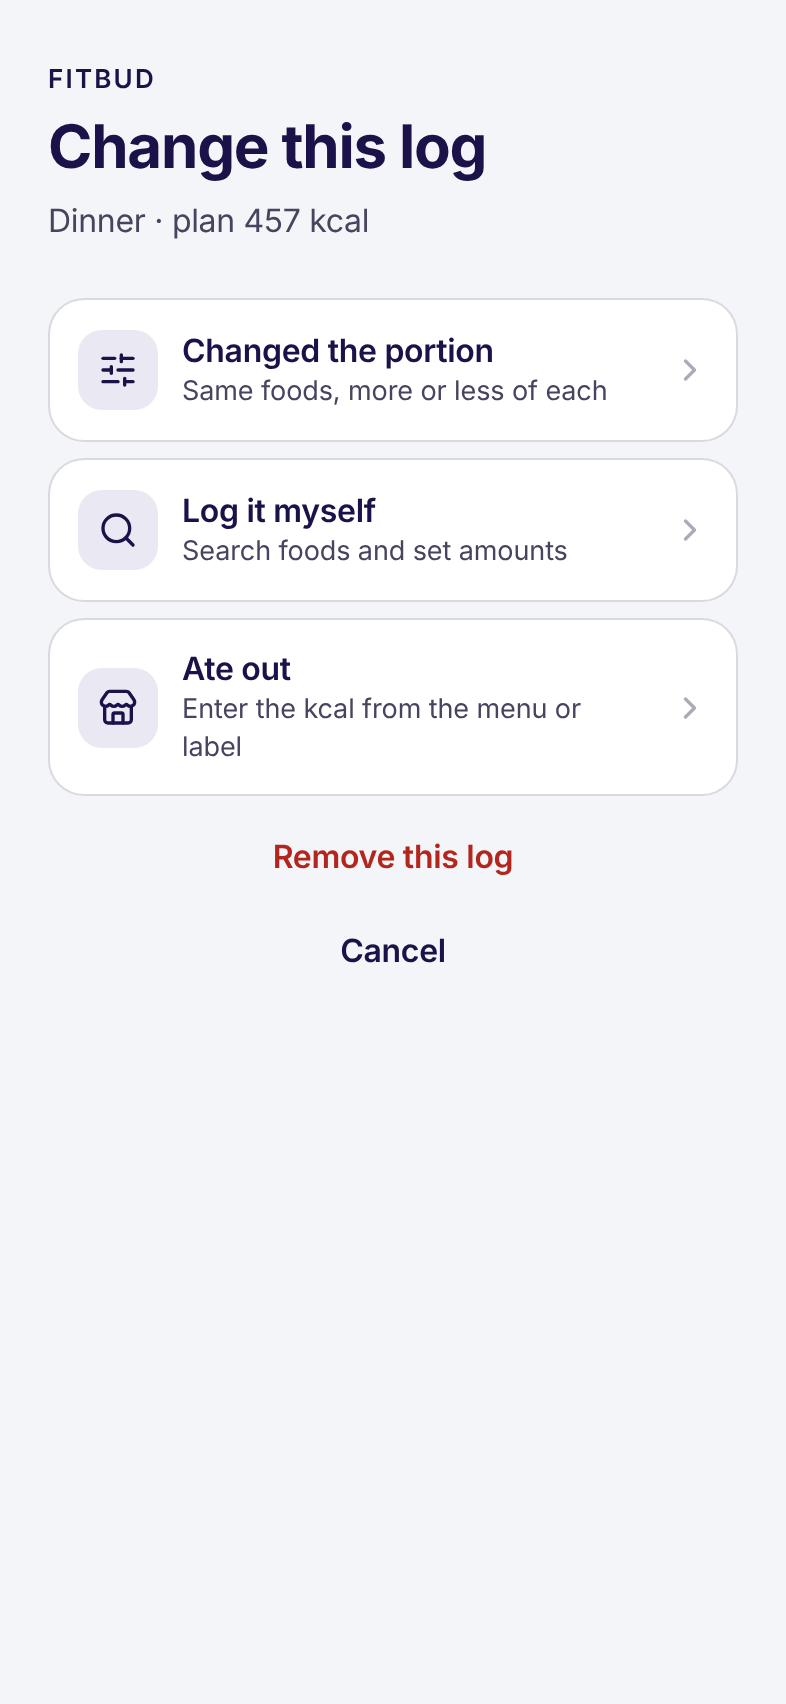 FITBUD
Change this log
Dinner · plan 457 kcal
Changed the portion
Same foods, more or less of each
Log it myself
Search foods and set amounts
Ate out
Enter the kcal from the menu or
label
Remove this log
Cancel